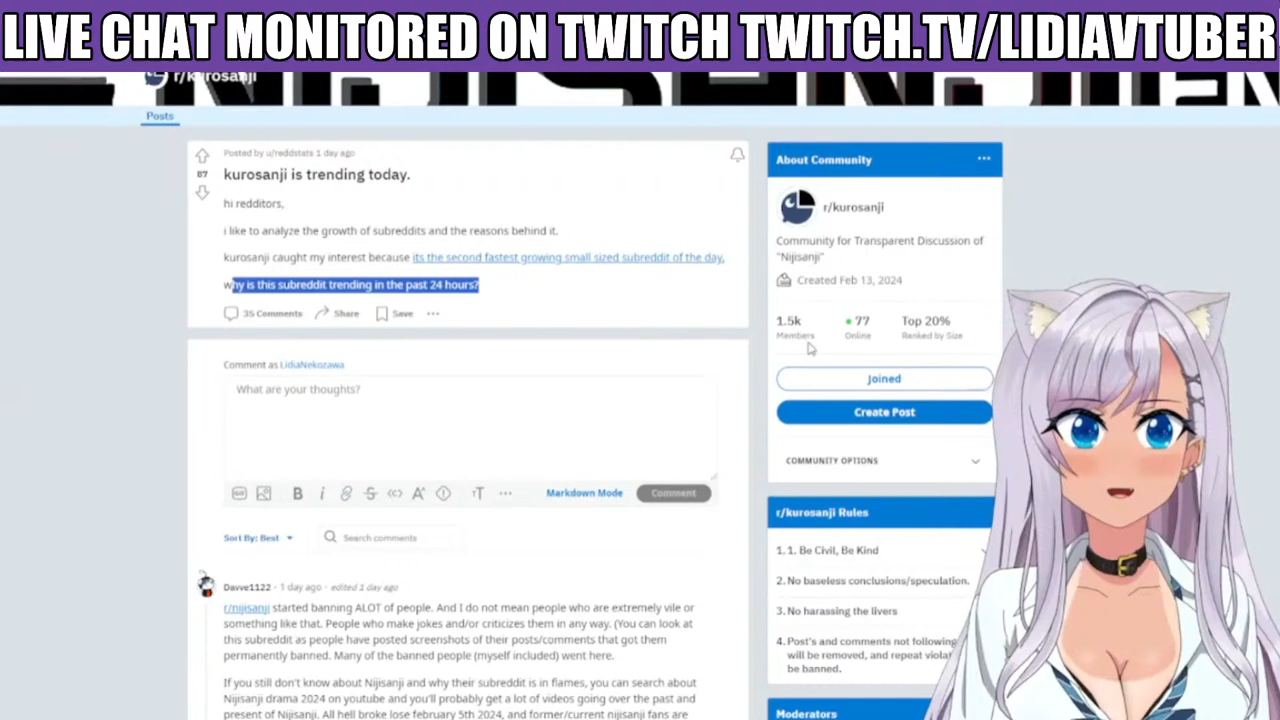 LIVE CHAT MONITORED ON TWITCH TWITCH.TV/LIDIAVTUBER
r/kurosanji
Posts
Posted by u/reddstats 1 day ago
87
kurosanji is trending today.
hi redditors,
i like to analyze the growth of subreddits and the reasons behind it.
kurosanji caught my interest because its the second fastest growing small sized subreddit of the day,
why is this subreddit trending in the past 24 hours?
35 Comments Share Save
Comment as LidiaNekozawa
What are your thoughts?
Markdown Mode
Comment
Sort By: Best
Search comments
Davve1122 · 1 day ago · edited 1 day ago
r/nijisanji started banning ALOT of people. And I do not mean people who are extremely vile or
something like that. People who make jokes and/or criticizes them in any way. (You can look at
this subreddit as people have posted screenshots of their posts/comments that got them
permanently banned. Many of the banned people (myself included) went here.
If you still don't know about Nijisanji and why their subreddit is in flames, you can search about
Nijisanji drama 2024 on youtube and you'll probably get a lot of videos going over the past and
present of Nijisanji. All hell broke lose february 5th 2024, and former/current nijisanji fans are
About Community
r/kurosanji
Community for Transparent Discussion of
"Nijisanji"
Created Feb 13, 2024
1.5k 77 Top 20%
Members Online Ranked by Size
Joined
Create Post
COMMUNITY OPTIONS
r/kurosanji Rules
1. 1. Be Civil, Be Kind
2. No baseless conclusions/speculation.
3. No harassing the livers
4. Post's and comments not following
will be removed, and repeat
be banned.
Moderators